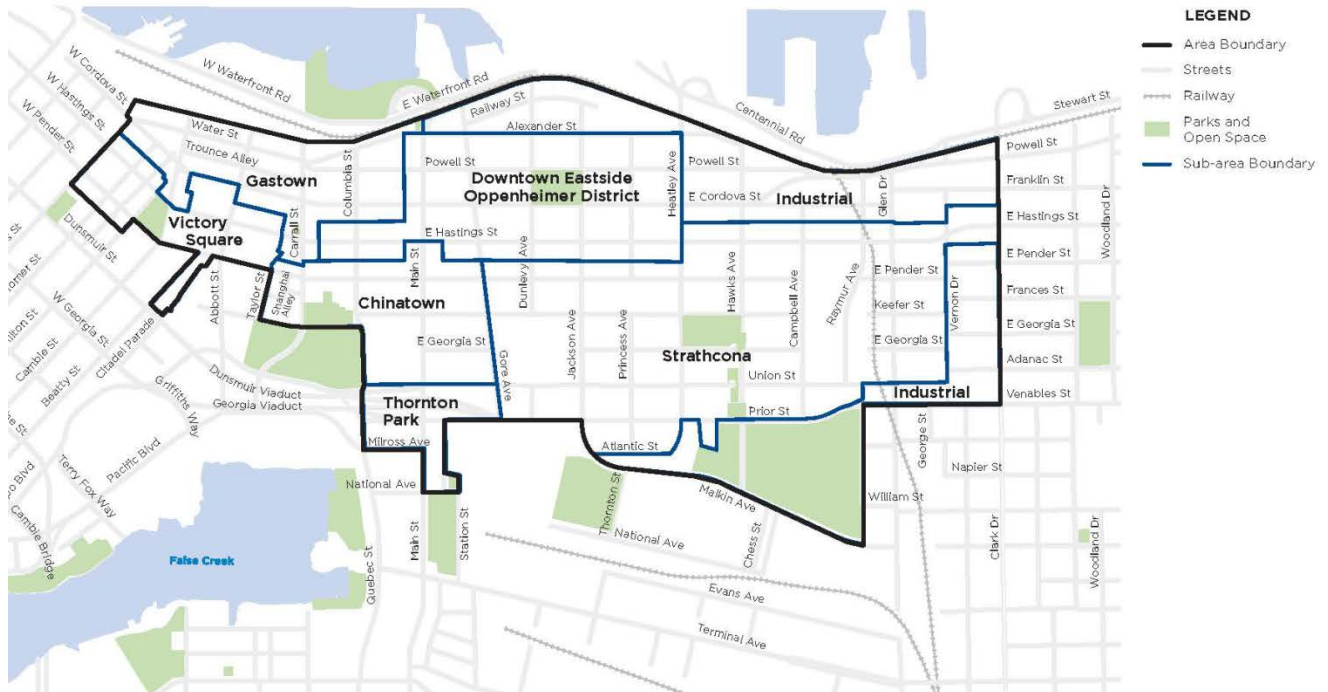 LEGEND
Area Boundary
Streets
Railway
Parks and
Open Space
Sub-area Boundary
W Cordova St
W Hastings St
W Pender St
W Waterfront Rd
E Waterfront Rd
Railway St
Centennial Rd
Stewart St
Water St
Trounce Alley
Gastown
Columbia St
Alexander St
Powell St
Downtown Eastside
Oppenheimer District
Heatley Ave
Powell St
E Cordova St
Industrial
Glen Dr
Powell St
Franklin St
E Hastings St
Woodland Dr
Victory
Square
Carrall St
E Hastings St
Dunsmuir St
Abbott St
Taylor St
Shanghai
Alley
Main St
Dunlevy Ave
Hawks Ave
Campbell Ave
Raymur Ave
E Pender St
E Pender St
Chinatown
Keefer St
Vernon Dr
Frances St
W Georgia St
Citadel Parade
Beatty St
Cambie St
Hamilton St
E Georgia St
Gore Ave
Jackson Ave
Princess Ave
Strathcona
E Georgia St
E Georgia St
Adanac St
Union St
Dunsmuir Viaduct
Georgia Viaduct
Griffiths Way
Thornton
Park
Industrial
Venables St
Prior St
Milross Ave
Atlantic St
Pacific Blvd
Terry Fox Way
George St
Napier St
National Ave
Malkin Ave
William St
Thornton St
National Ave
Chess St
Clark Dr
Woodland Dr
Cambie Bridge
False Creek
Quebec St
Main St
Station St
Evans Ave
Terminal Ave